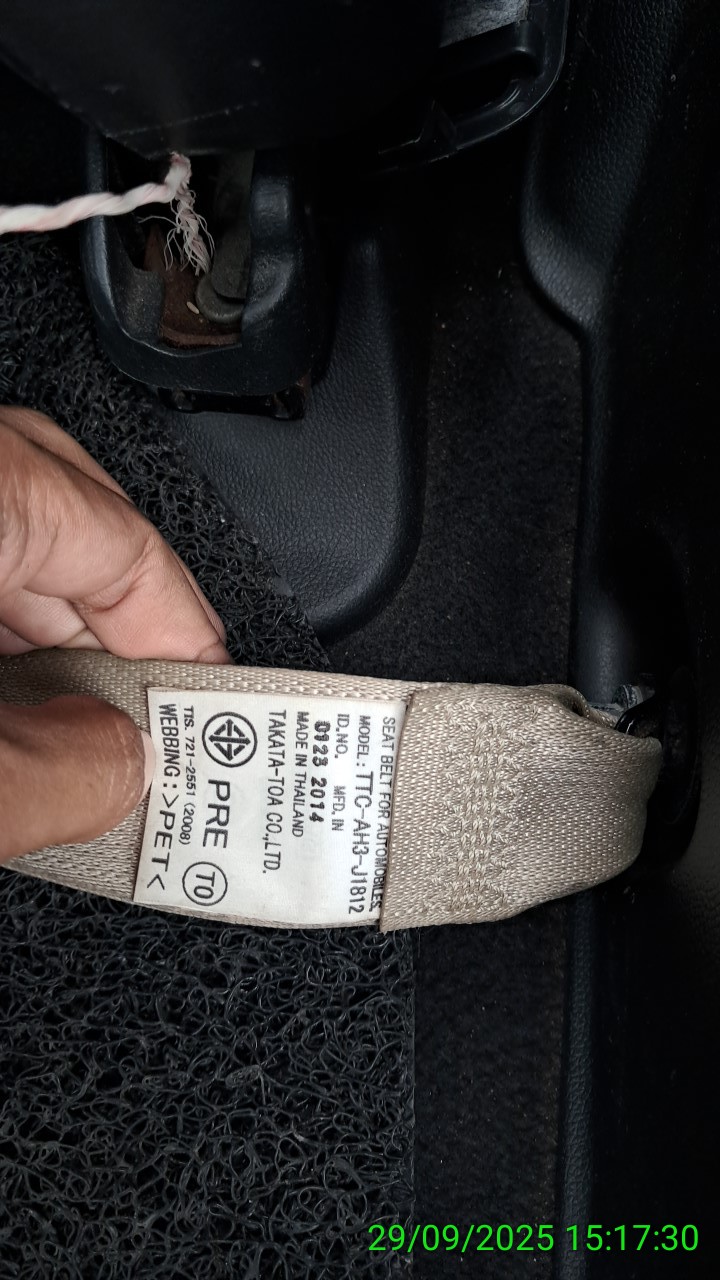 SEAT BELT FOR AUTOMOBILES
MODEL: TTC-AH3-J1812
ID.NO. MFD. IN
0123 2014
MADE IN THAILAND
TAKATA-TOA CO.,LTD.
PRE TO
TIS. 721-2551 (2008)
WEBBING: >PET<
29/09/2025 15:17:30